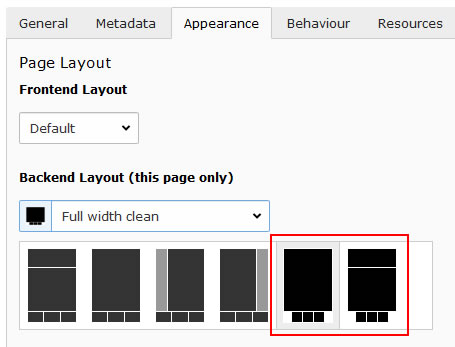 General Metadata Appearance Behaviour Resources
Page Layout
Frontend Layout
Default
Backend Layout (this page only)
Full width clean